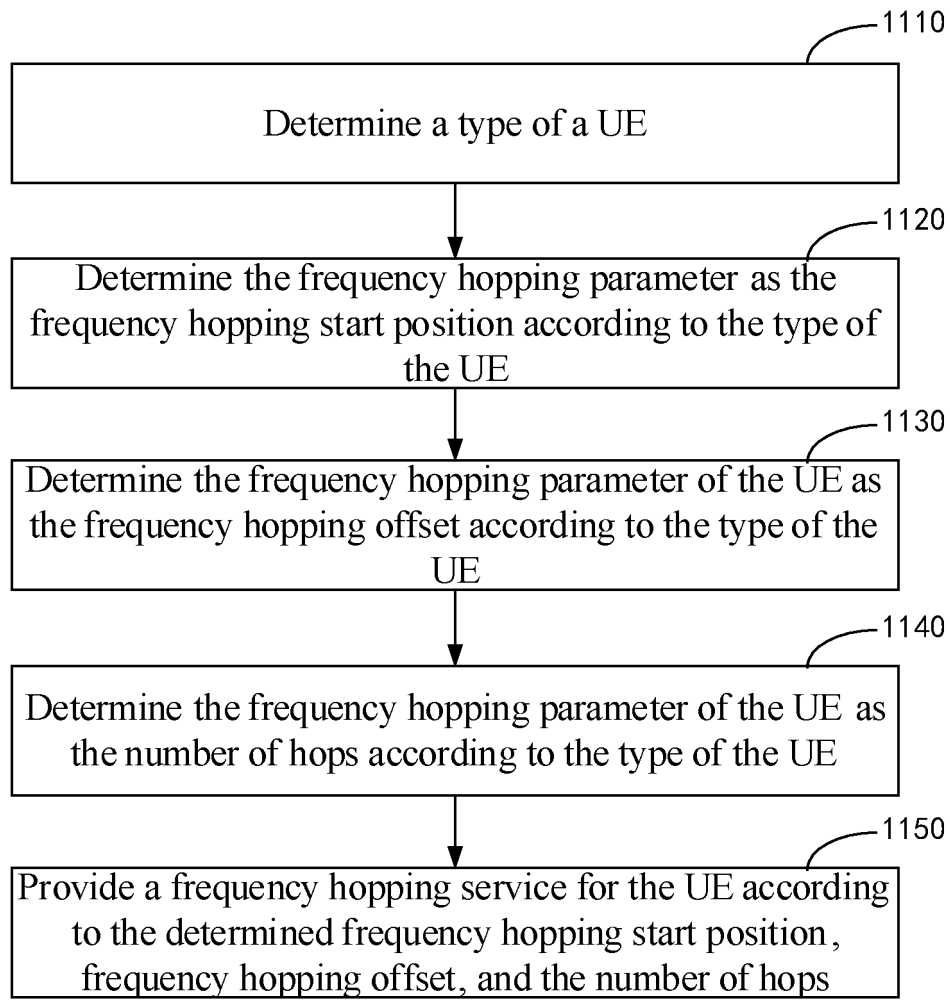 1110
Determine a type of a UE
1120
Determine the frequency hopping parameter as the
frequency hopping start position according to the type of
the UE
1130
Determine the frequency hopping parameter of the UE as
the frequency hopping offset according to the type of the
UE
1140
Determine the frequency hopping parameter of the UE as
the number of hops according to the type of the UE
1150
Provide a frequency hopping service for the UE according
to the determined frequency hopping start position,
frequency hopping offset, and the number of hops